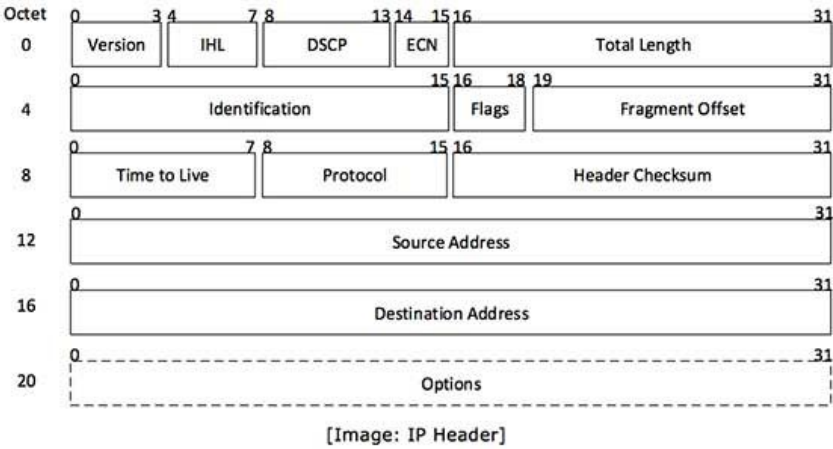 Octet 0 3 4 7 8 13 14 15 16 31
0 Version IHL DSCP ECN Total Length
0 15 16 18 19 31
4 Identification Flags Fragment Offset
0 7 8 15 16 31
8 Time to Live Protocol Header Checksum
0 31
12 Source Address
0 31
16 Destination Address
0 31
20 Options
[Image: IP Header]